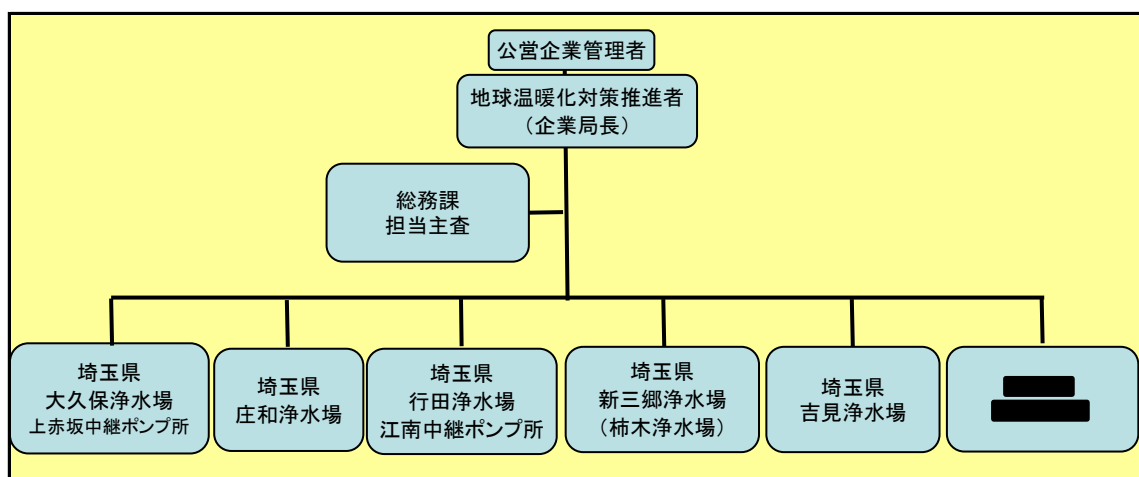 公営企業管理者
地球温暖化対策推進者
（企業局長）
総務課
担当主査
埼玉県
大久保浄水場
上赤坂中継ポンプ所
埼玉県
庄和浄水場
埼玉県
行田浄水場
江南中継ポンプ所
埼玉県
新三郷浄水場
（柿木浄水場）
埼玉県
吉見浄水場